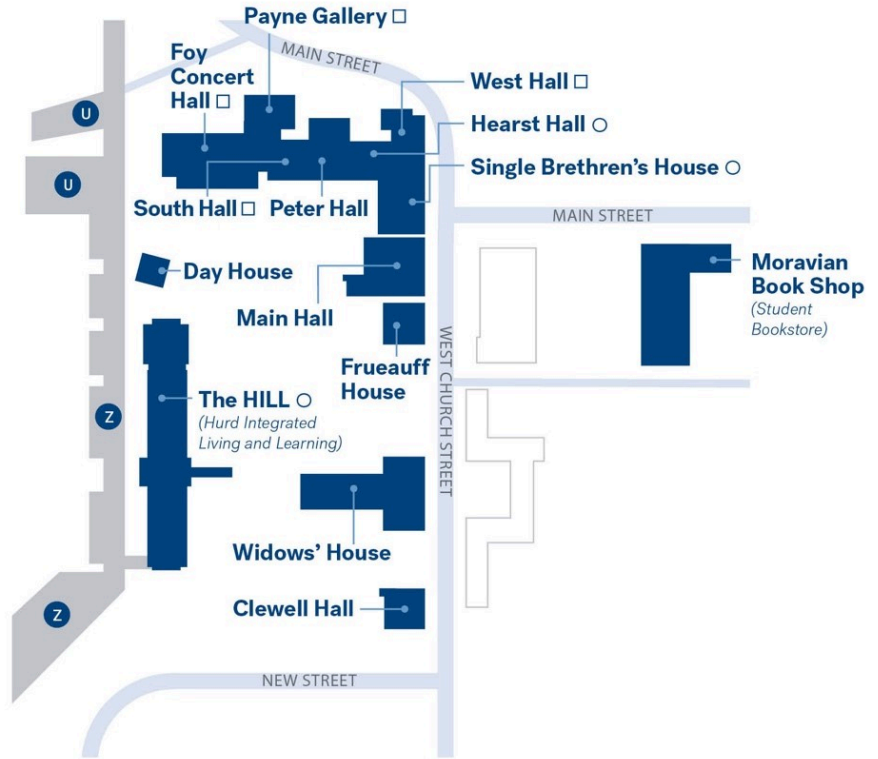 Payne Gallery □
MAIN STREET
Foy
Concert
Hall □
West Hall □
U
Hearst Hall ○
Single Brethren's House ○
U
South Hall □
Peter Hall
MAIN STREET
Day House
Moravian
Book Shop
(Student
Bookstore)
Main Hall
WEST CHURCH STREET
Frueauff
House
The HILL ○
(Hurd Integrated
Living and Learning)
Z
Widows' House
Clewell Hall
Z
NEW STREET